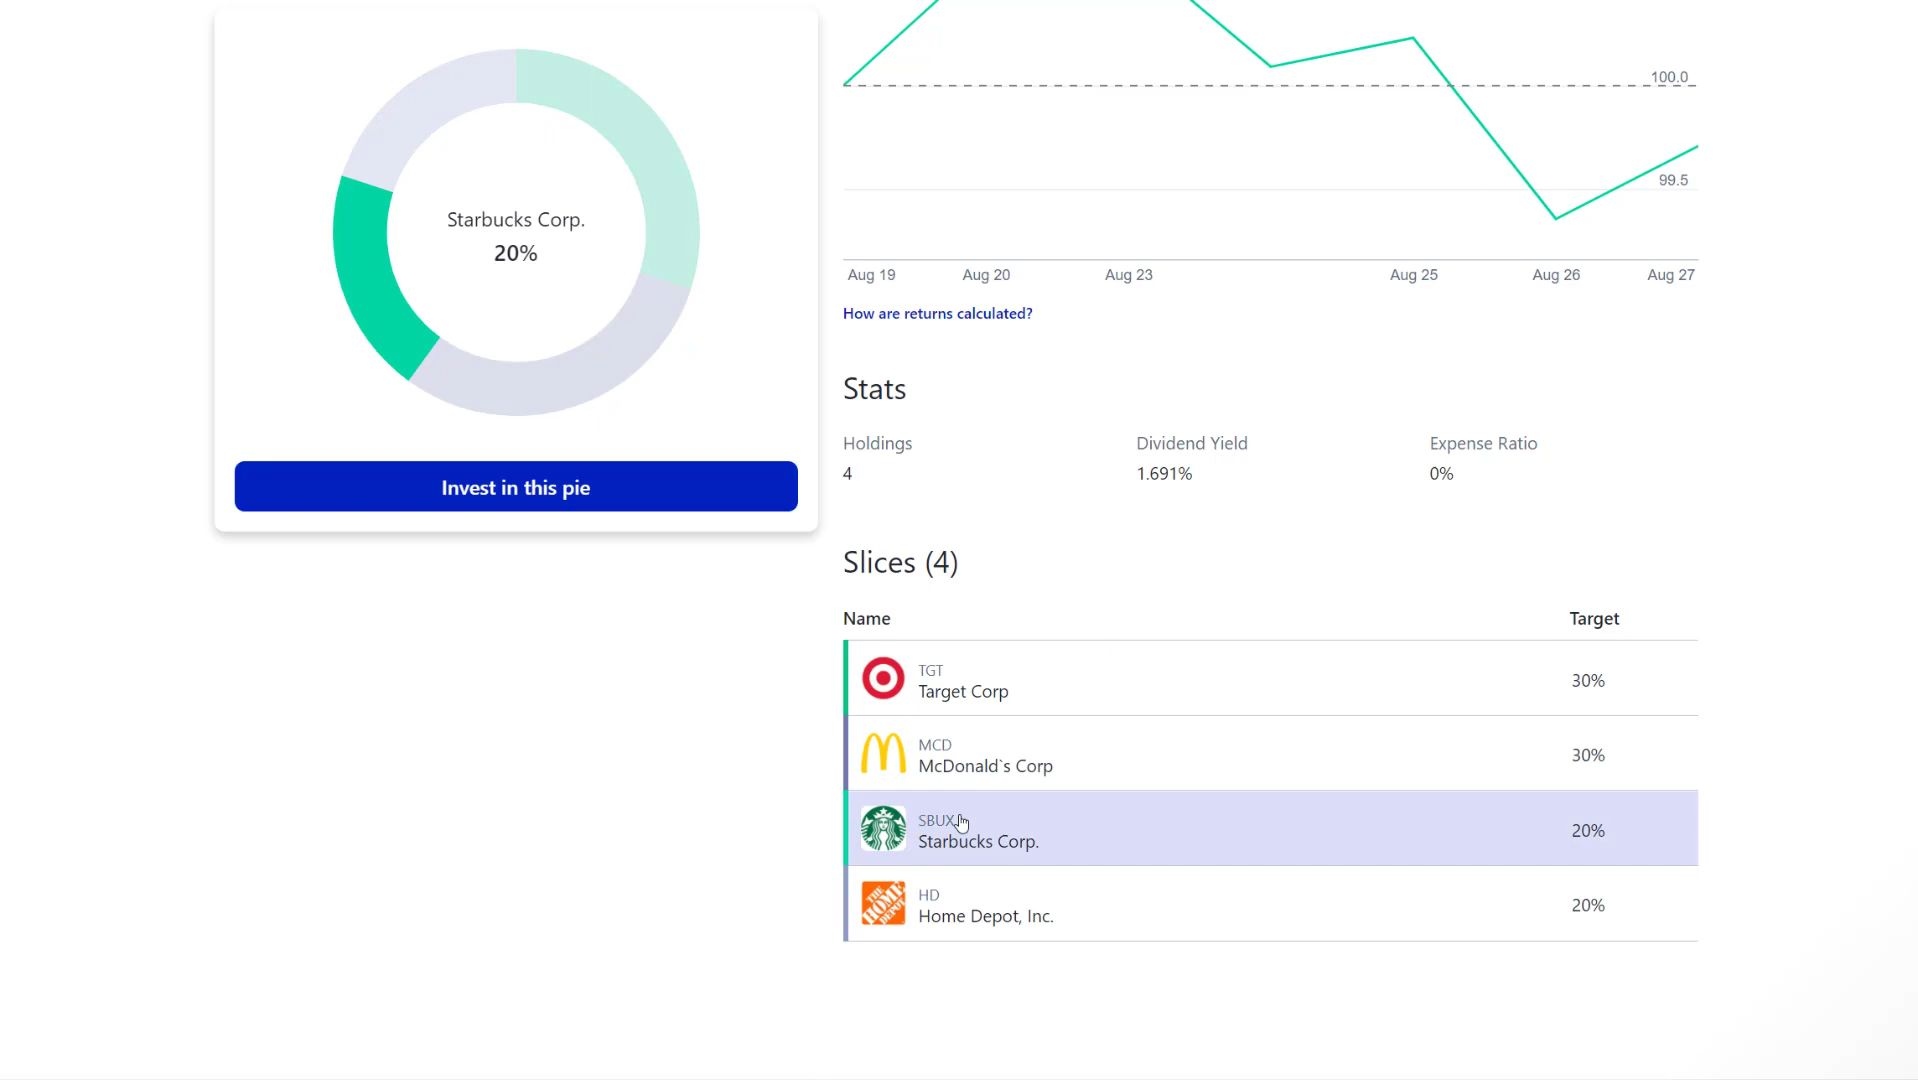 Starbucks Corp.
20%
Invest in this pie
100.0
99.5
Aug 19 Aug 20 Aug 23 Aug 25 Aug 26 Aug 27
How are returns calculated?
Stats
Holdings Dividend Yield Expense Ratio
4 1.691% 0%
Slices (4)
Name Target
TGT
Target Corp
30%
MCD
McDonald`s Corp
30%
SBUX
Starbucks Corp.
20%
THE HOME DEPOT
HD
Home Depot, Inc.
20%